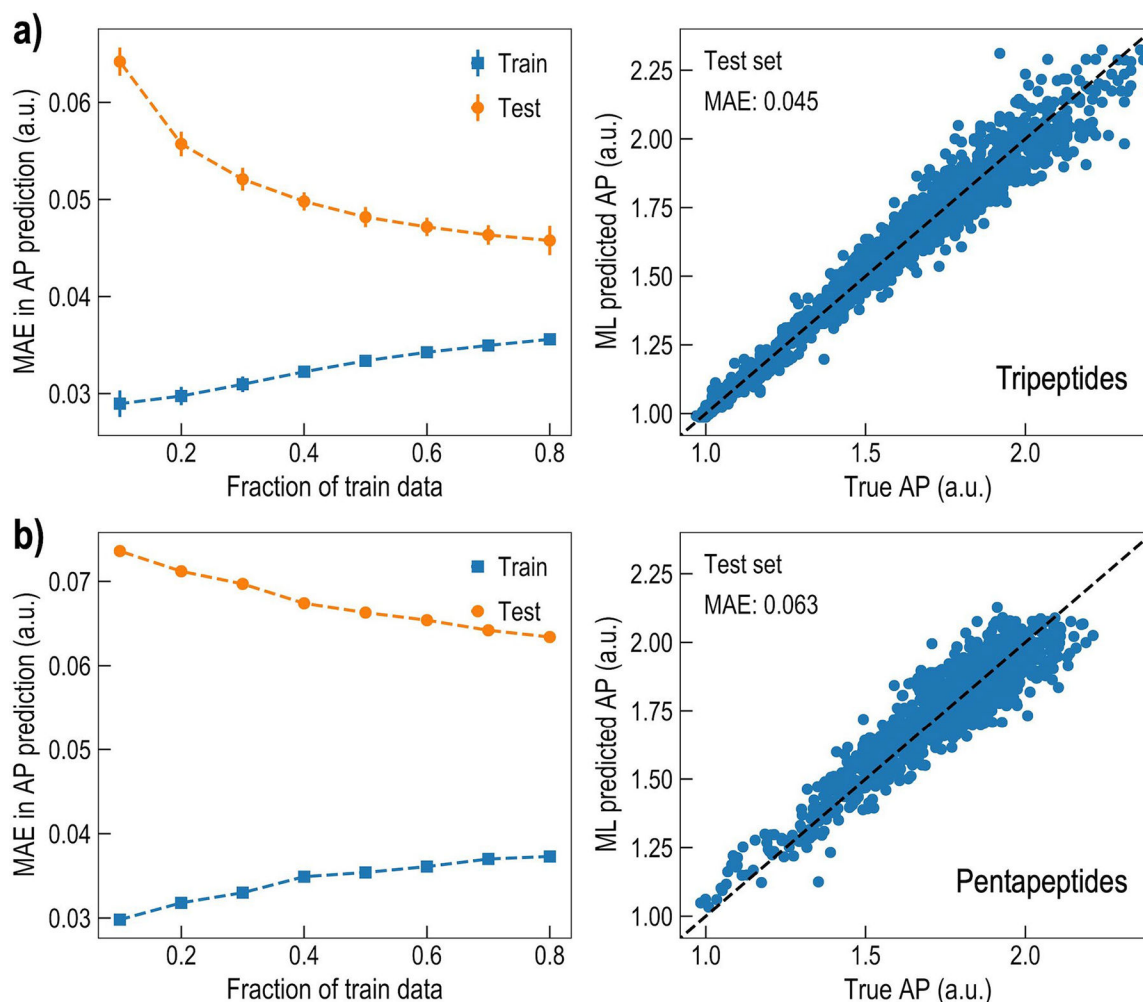 a)
MAE in AP prediction (a.u.)
0.06
0.05
0.04
0.03
Train
Test
0.2
0.4
0.6
0.8
Fraction of train data
ML predicted AP (a.u.)
2.25
2.00
1.75
1.50
1.25
1.00
Test set
MAE: 0.045
Tripeptides
1.0
1.5
2.0
True AP (a.u.)
b)
MAE in AP prediction (a.u.)
0.07
0.06
0.05
0.04
0.03
Train
Test
0.2
0.4
0.6
0.8
Fraction of train data
ML predicted AP (a.u.)
2.25
2.00
1.75
1.50
1.25
1.00
Test set
MAE: 0.063
Pentapeptides
1.0
1.5
2.0
True AP (a.u.)